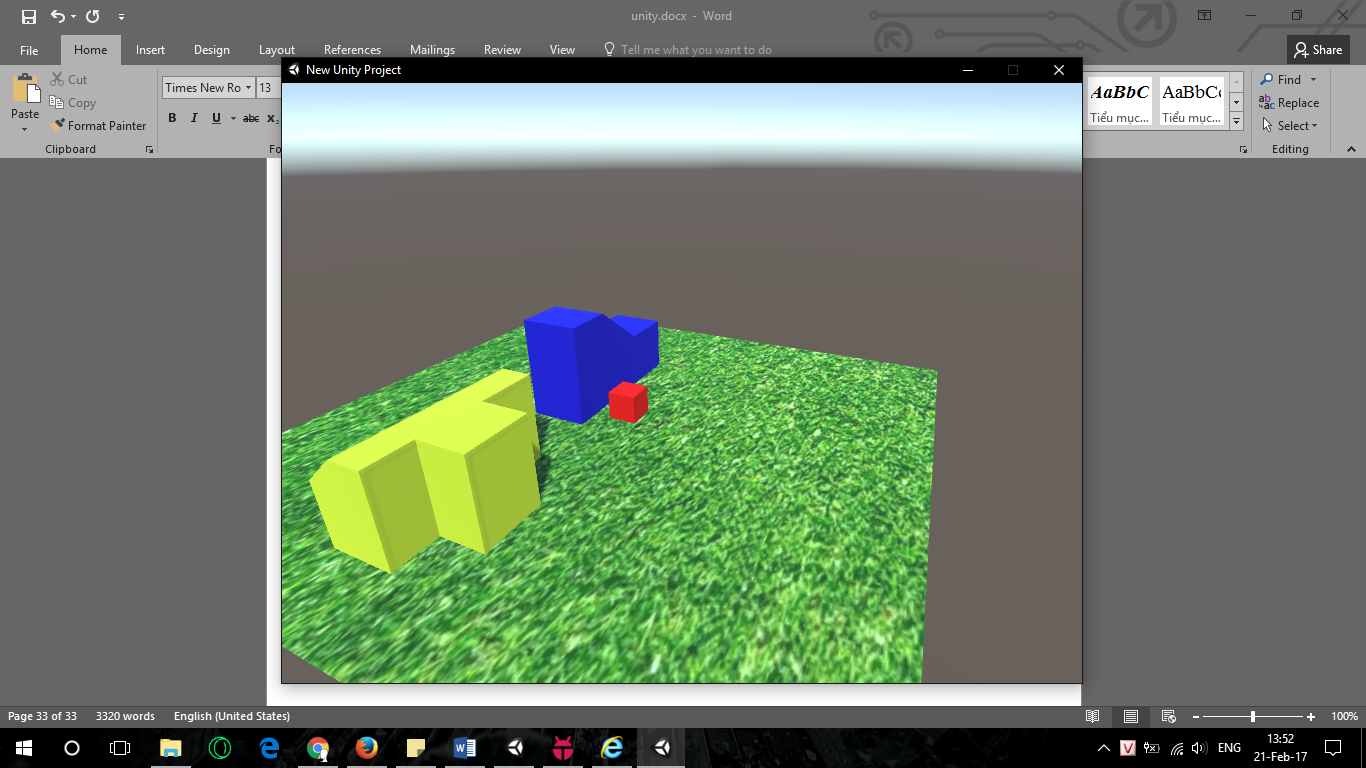 unity.docx - Word
File Home Insert Design Layout References Mailings Review View Tell me what you want to do Share
New Unity Project
Cut
Copy
Paste
Format Painter
Clipboard
Times New Ro 13
B I U abc x₂
Fo
AaBbC AaBbC
Tiểu mục... Tiểu mục...
Find
Replace
Select
Editing
Page 33 of 33 3320 words English (United States) 100%
ENG
13:52
21-Feb-17